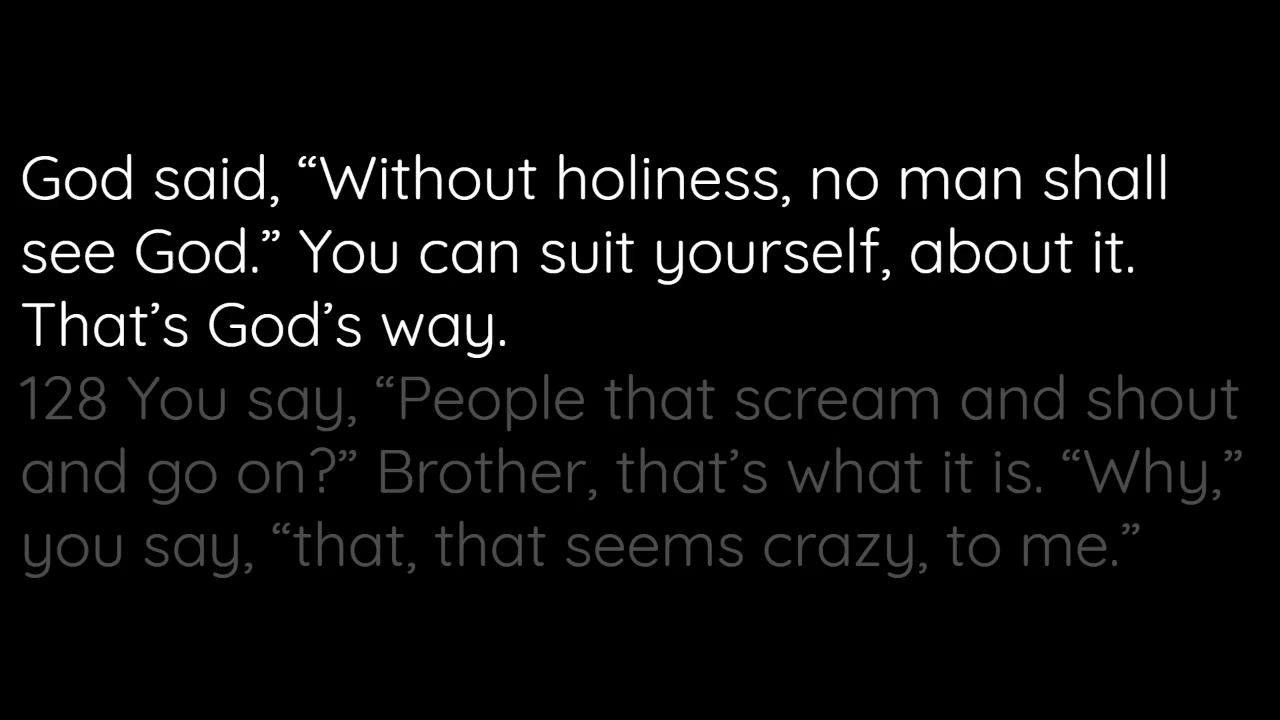 God said, “Without holiness, no man shall
see God.” You can suit yourself, about it.
That’s God’s way.
128 You say, “People that scream and shout
and go on?” Brother, that’s what it is. “Why,”
you say, “that, that seems crazy, to me.”